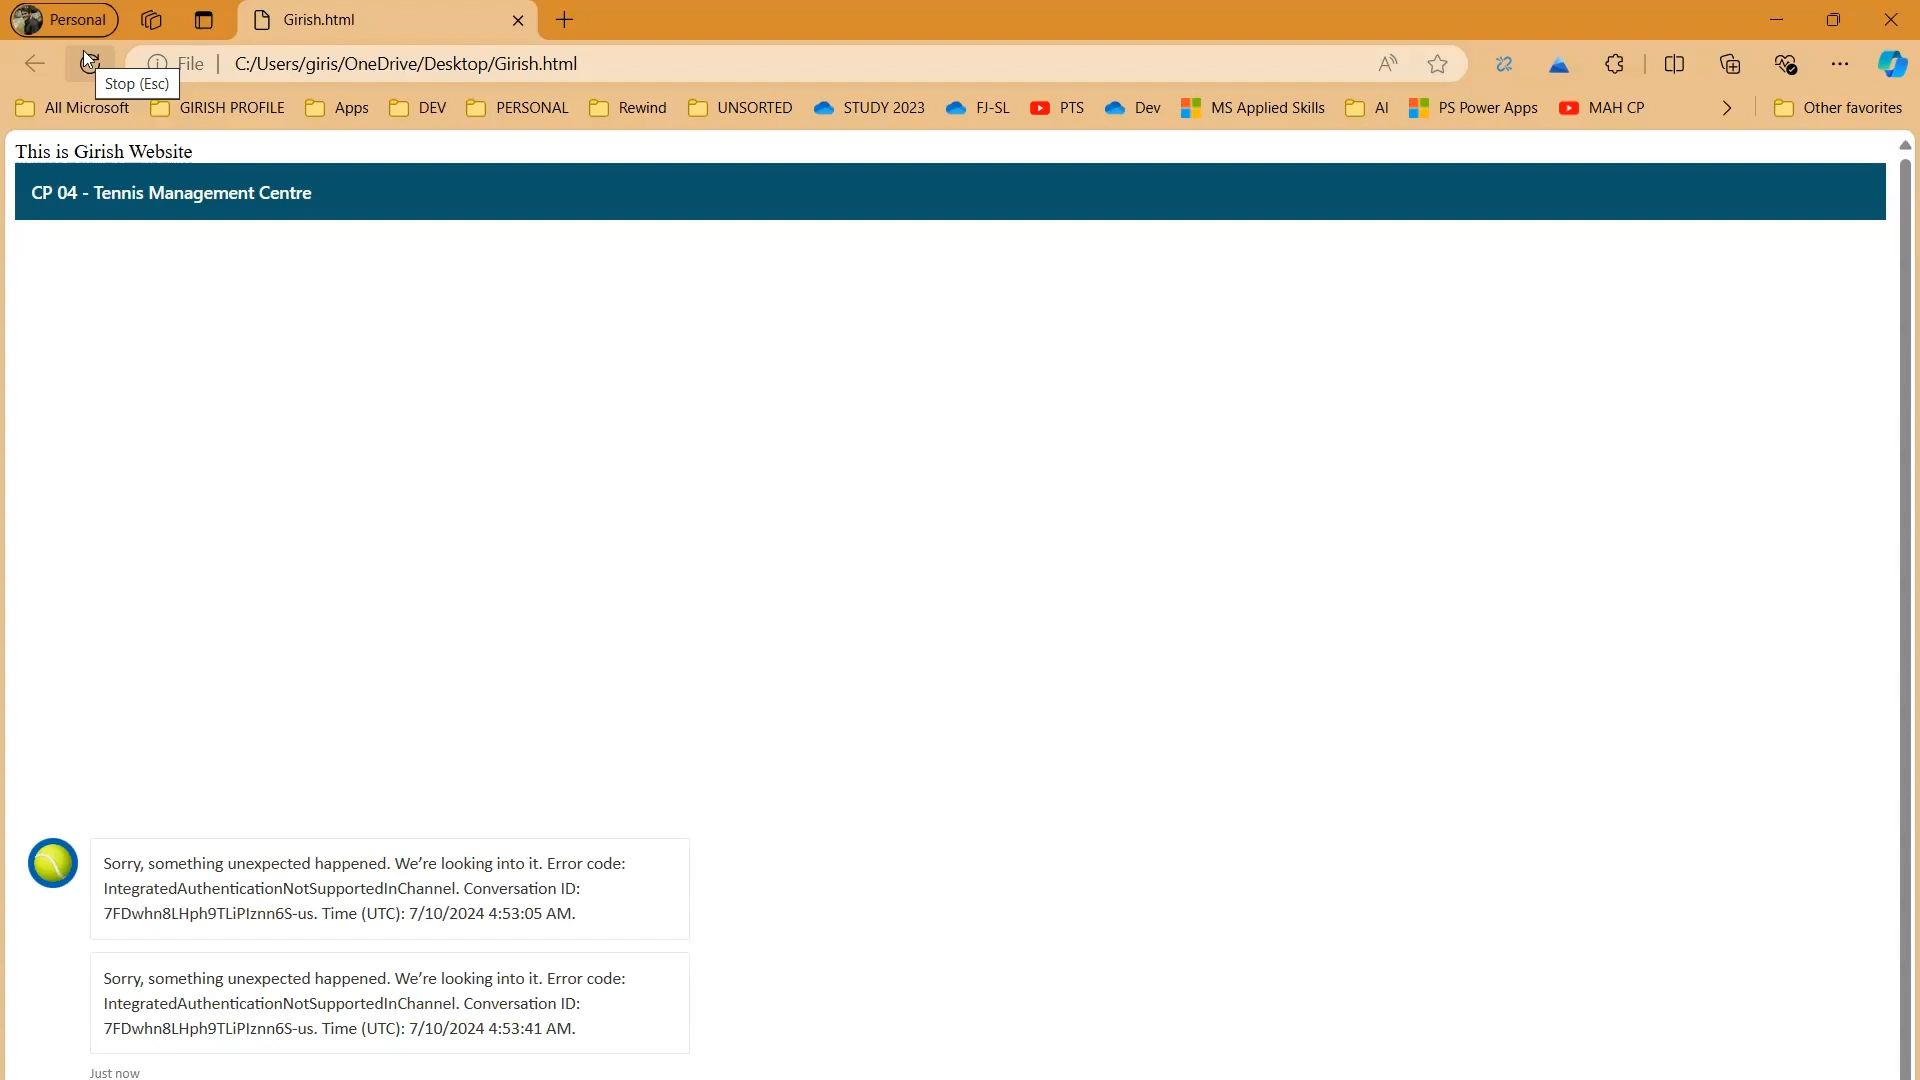 Personal
Girish.html
File | C:/Users/giris/OneDrive/Desktop/Girish.html
Stop (Esc)
All Microsoft GIRISH PROFILE Apps DEV PERSONAL Rewind UNSORTED STUDY 2023 FJ-SL PTS Dev MS Applied Skills AI PS Power Apps MAH CP Other favorites
This is Girish Website
CP 04 - Tennis Management Centre
Sorry, something unexpected happened. We’re looking into it. Error code:
IntegratedAuthenticationNotSupportedInChannel. Conversation ID:
7FDwhn8LHph9TLiPlznn6S-us. Time (UTC): 7/10/2024 4:53:05 AM.
Sorry, something unexpected happened. We’re looking into it. Error code:
IntegratedAuthenticationNotSupportedInChannel. Conversation ID:
7FDwhn8LHph9TLiPlznn6S-us. Time (UTC): 7/10/2024 4:53:41 AM.
Just now